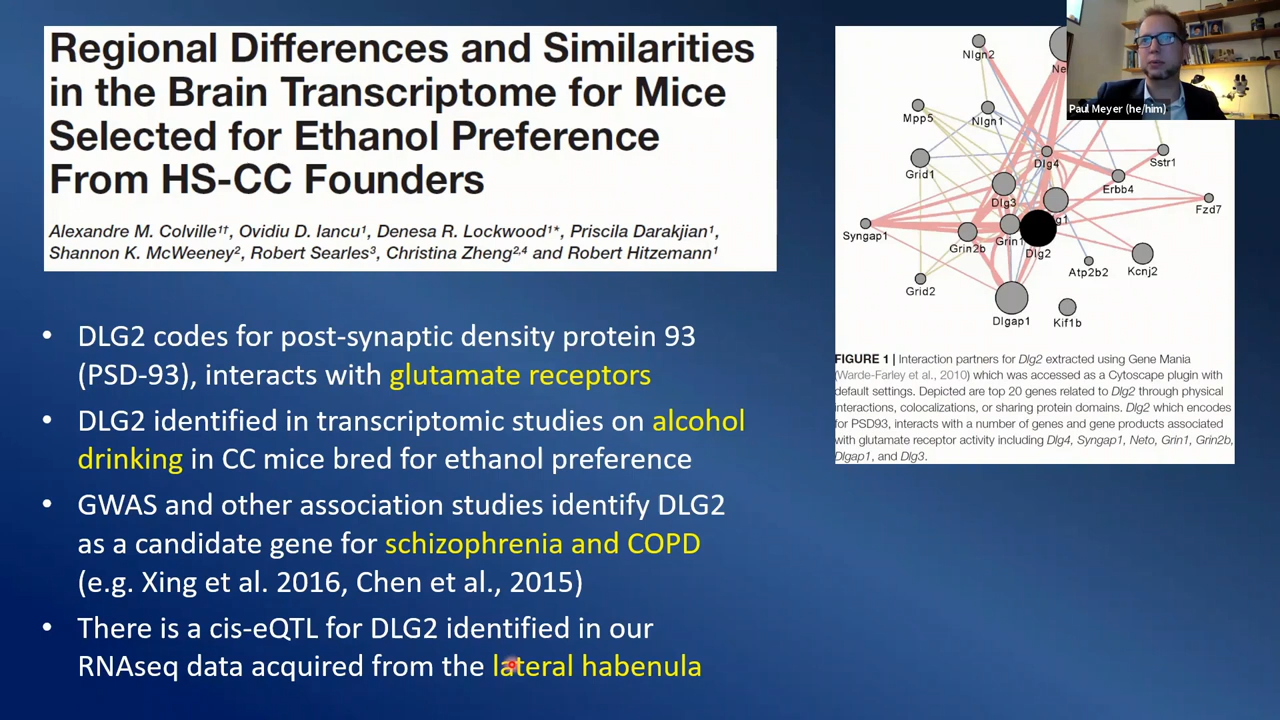 Regional Differences and Similarities
in the Brain Transcriptome for Mice
Selected for Ethanol Preference
From HS-CC Founders
Alexandre M. Colville¹†, Ovidiu D. Iancu¹, Denesa R. Lockwood¹*, Priscila Darakjian¹,
Shannon K. McWeeney², Robert Searles³, Christina Zheng²,⁴ and Robert Hitzemann¹
• DLG2 codes for post-synaptic density protein 93
(PSD-93), interacts with glutamate receptors
• DLG2 identified in transcriptomic studies on alcohol
drinking in CC mice bred for ethanol preference
• GWAS and other association studies identify DLG2
as a candidate gene for schizophrenia and COPD
(e.g. Xing et al. 2016, Chen et al., 2015)
• There is a cis-eQTL for DLG2 identified in our
RNAseq data acquired from the lateral habenula
Paul Meyer (he/him)
Nlgn2
Ne
Mpp5
Nlgn1
Grid1
Dlg4
Sstr1
Erbb4
Dlg3
Fzd7
g1
Syngap1
Grin2b
Grin1
Dlg2
Atp2b2
Kcnj2
Grid2
Dlgap1
Kif1b
FIGURE 1 | Interaction partners for Dlg2 extracted using Gene Mania
(Warde-Farley et al., 2010) which was accessed as a Cytoscape plugin with
default settings. Depicted are top 20 genes related to Dlg2 through physical
interactions, colocalizations, or sharing protein domains. Dlg2 which encodes
for PSD93, interacts with a number of genes and gene products associated
with glutamate receptor activity including Dlg4, Syngap1, Neto, Grin1, Grin2b,
Dlgap1, and Dlg3.